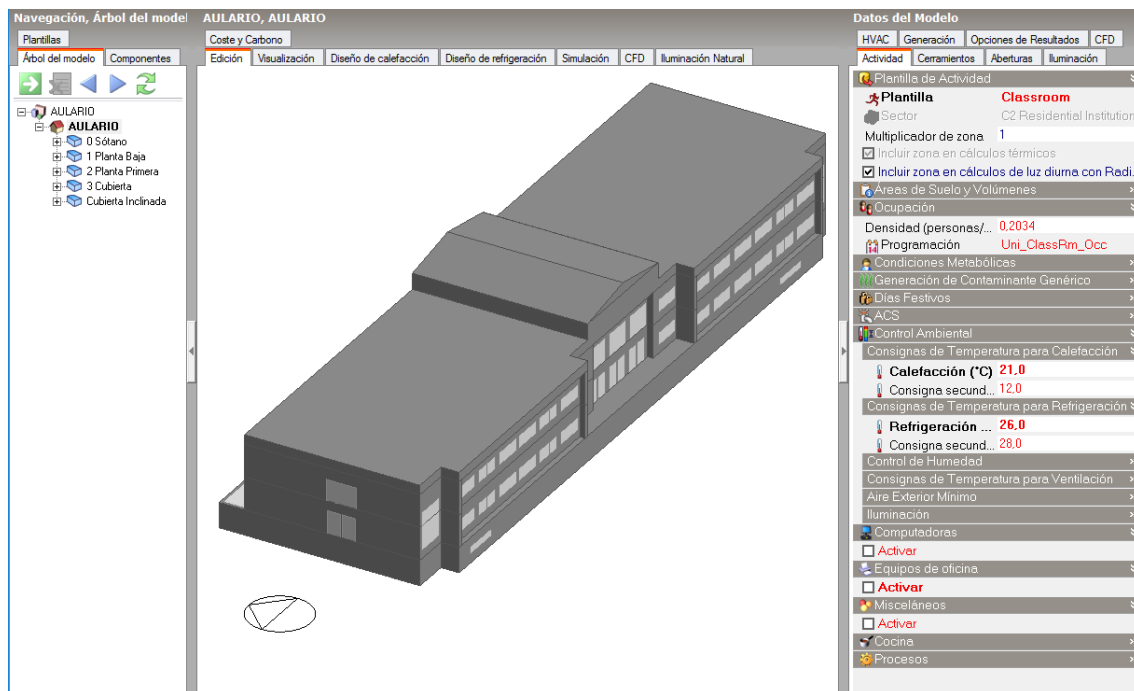 Navegación, Árbol del model
Plantillas
Árbol del modelo Componentes
AULARIO
AULARIO
0 Sótano
1 Planta Baja
2 Planta Primera
3 Cubierta
Cubierta Inclinada
AULARIO, AULARIO
Coste y Carbono
Edición Visualización Diseño de calefacción Diseño de refrigeración Simulación CFD Iluminación Natural
Datos del Modelo
HVAC Generación Opciones de Resultados CFD
Actividad Cerramientos Aberturas Iluminación
Plantilla de Actividad
Plantilla Classroom
Sector C2 Residential Institution
Multiplicador de zona 1
Incluir zona en cálculos térmicos
Incluir zona en cálculos de luz diurna con Radi.
Áreas de Suelo y Volúmenes
Ocupación
Densidad (personas/... 0,2034
Programación Uni_ClassRm_Occ
Condiciones Metabólicas
Generación de Contaminante Genérico
Días Festivos
ACS
Control Ambiental
Consignas de Temperatura para Calefacción
Calefacción (°C) 21,0
Consigna secund... 12,0
Consignas de Temperatura para Refrigeración
Refrigeración ... 26,0
Consigna secund... 28,0
Control de Humedad
Consignas de Temperatura para Ventilación
Aire Exterior Mínimo
Iluminación
Computadoras
Activar
Equipos de oficina
Activar
Misceláneos
Activar
Cocina
Procesos